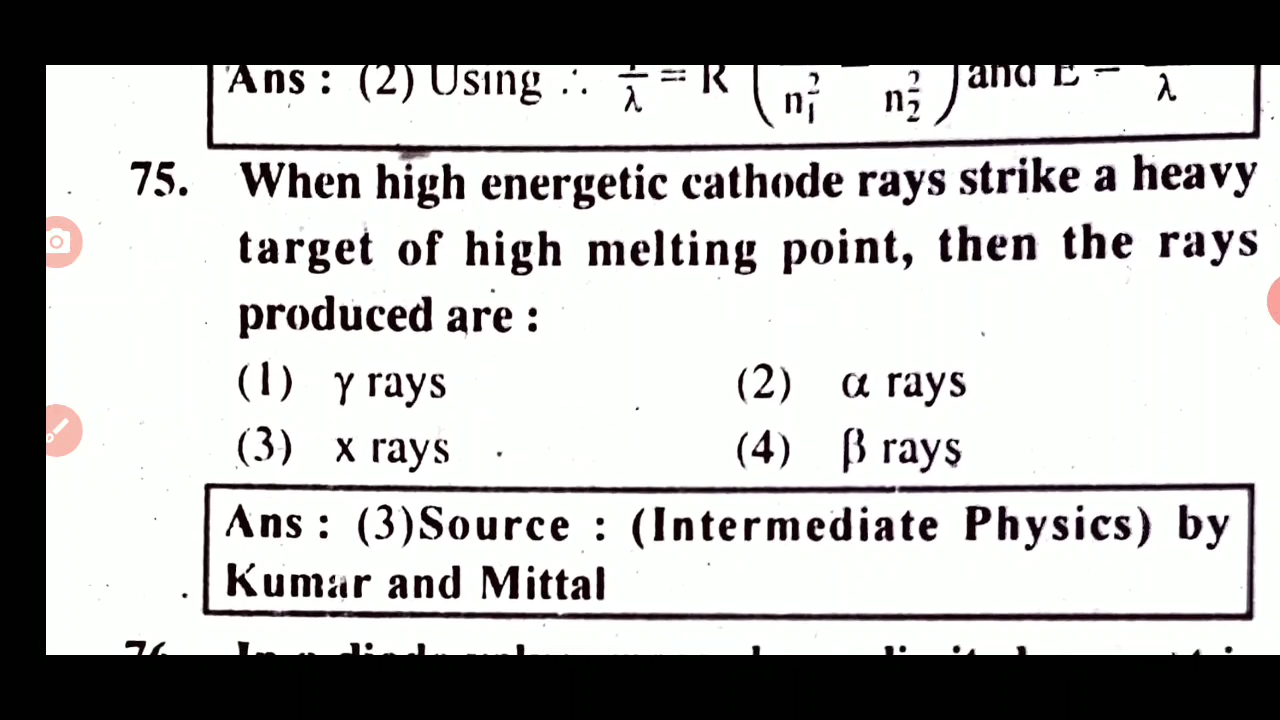 Ans : (2) Using ∴ 1/λ = R ( n₁² − n₂² ) and E = λ
75. When high energetic cathode rays strike a heavy
target of high melting point, then the rays
produced are :
(1) γ rays (2) α rays
(3) x rays (4) β rays
Ans : (3)Source : (Intermediate Physics) by
Kumar and Mittal
76.